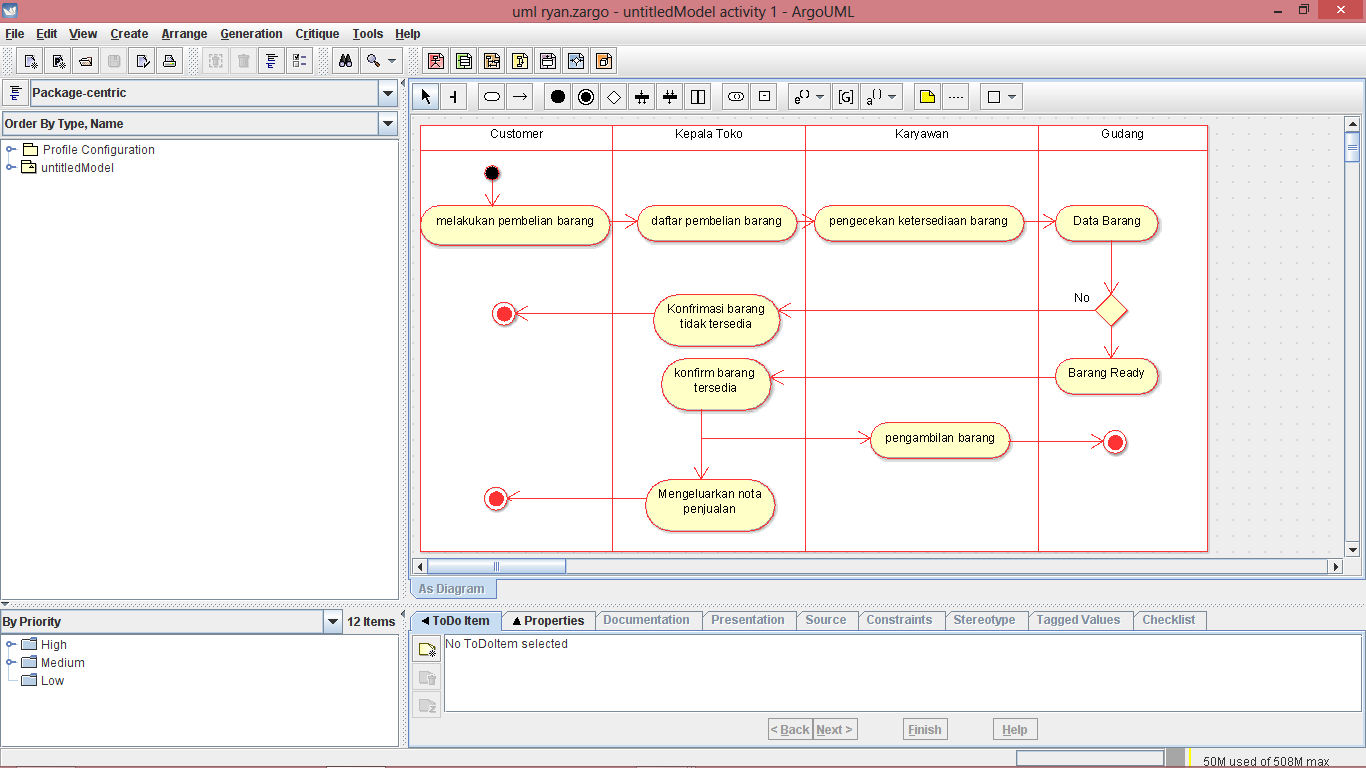 uml ryan.zargo - untitledModel activity 1 - ArgoUML
File Edit View Create Arrange Generation Critique Tools Help
Package-centric
Order By Type, Name
Profile Configuration
untitledModel
Customer Kepala Toko Karyawan Gudang
melakukan pembelian barang daftar pembelian barang pengecekan ketersediaan barang Data Barang
No
Konfrimasi barang
tidak tersedia
konfirm barang
tersedia
Barang Ready
pengambilan barang
Mengeluarkan nota
penjualan
As Diagram
By Priority 12 Items
High
Medium
Low
ToDo Item Properties Documentation Presentation Source Constraints Stereotype Tagged Values Checklist
No ToDoItem selected
< Back Next > Finish Help
50M used of 508M max